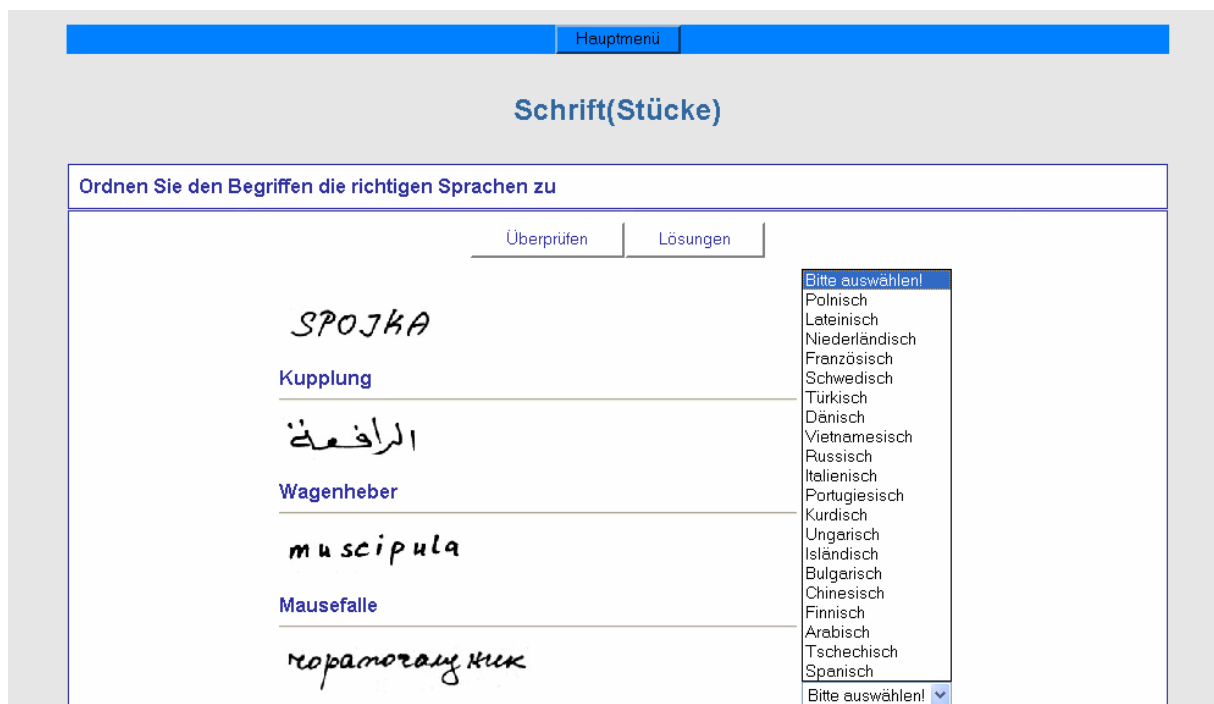 Hauptmenü
Schrift(Stücke)
Ordnen Sie den Begriffen die richtigen Sprachen zu
Überprüfen
Lösungen
SPOJKA
Kupplung
الرافعة
Wagenheber
muscipula
Mausefalle
чорапогащник
Bitte auswählen!
Polnisch
Lateinisch
Niederländisch
Französisch
Schwedisch
Türkisch
Dänisch
Vietnamesisch
Russisch
Italienisch
Portugiesisch
Kurdisch
Ungarisch
Isländisch
Bulgarisch
Chinesisch
Finnisch
Arabisch
Tschechisch
Spanisch
Bitte auswählen!